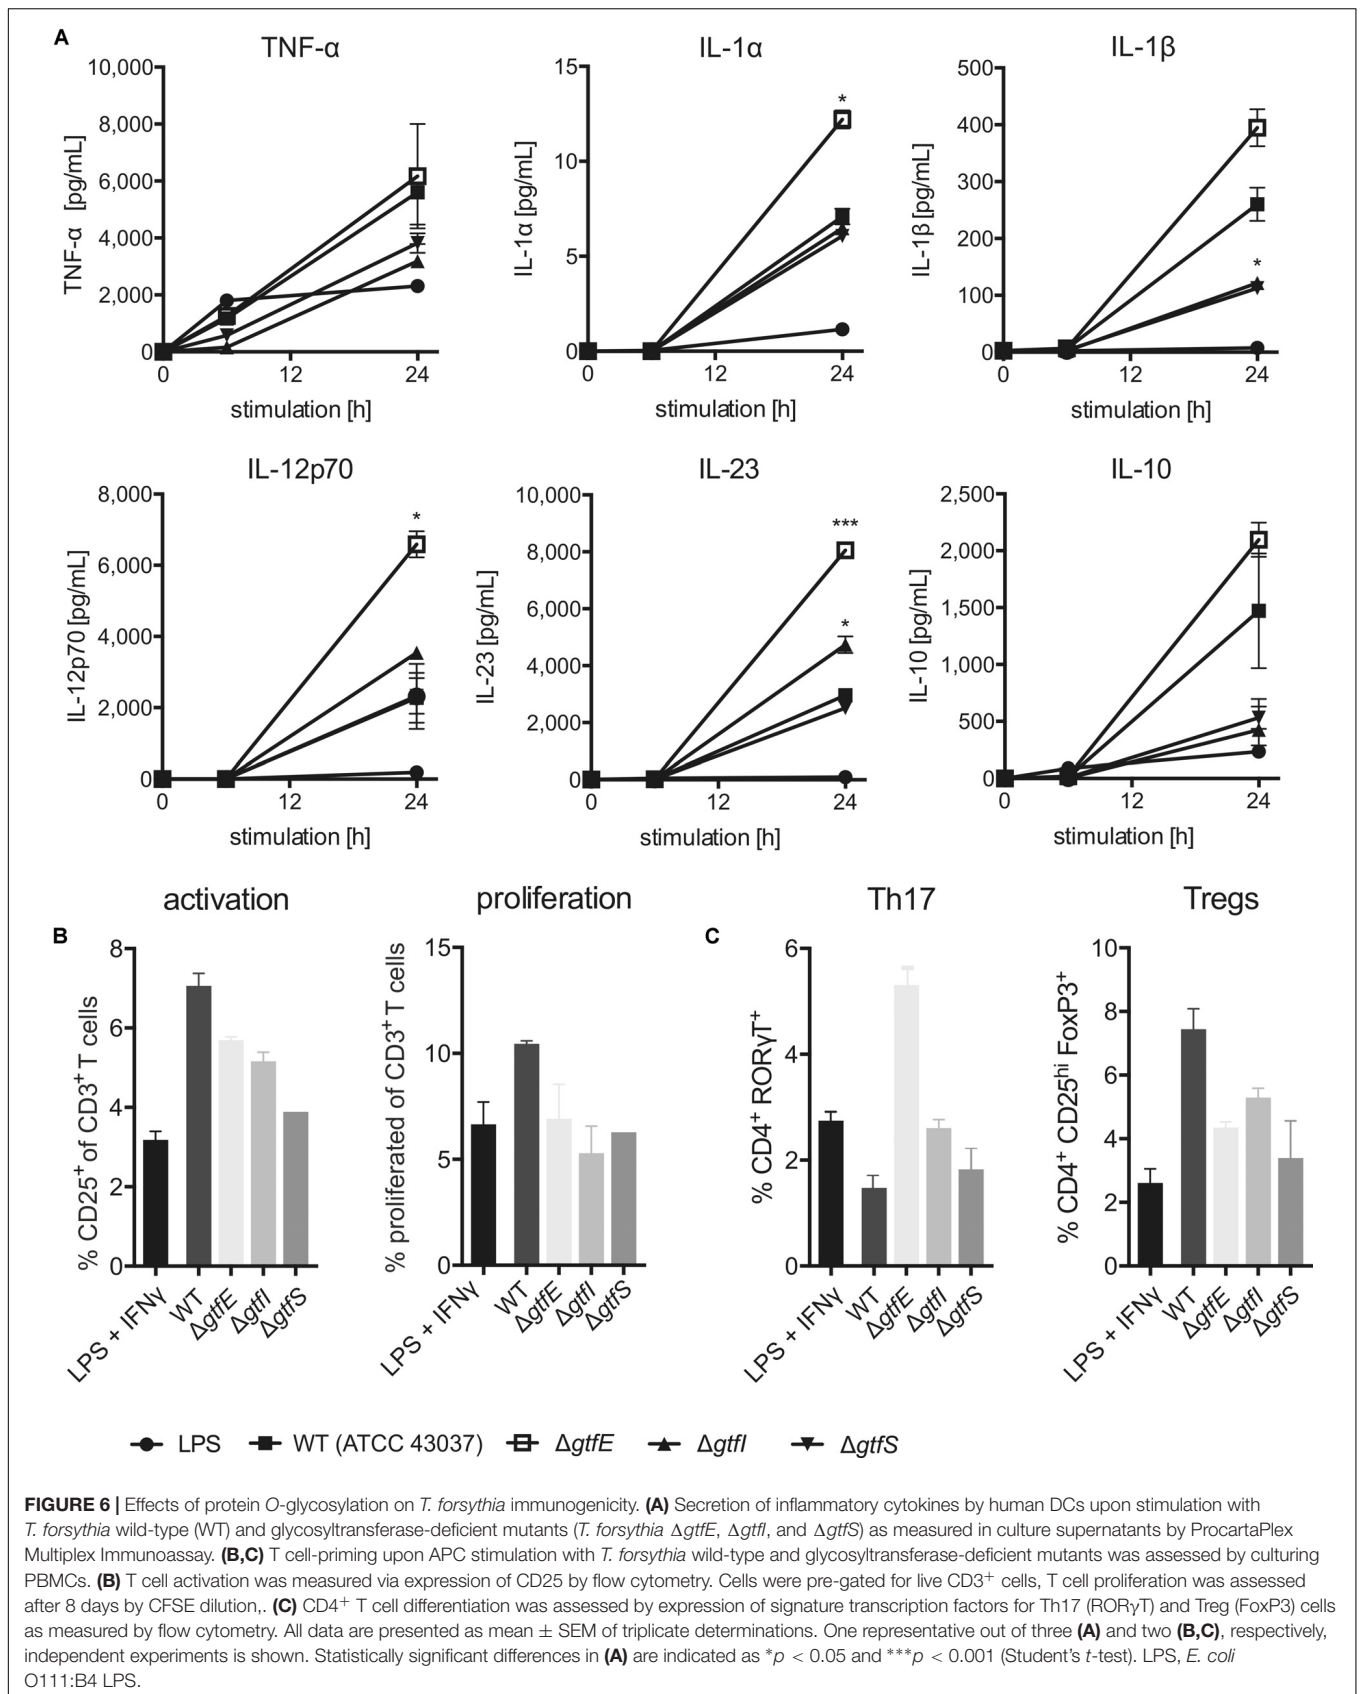 A
TNF-α
IL-1α
IL-1β
TNF-α [pg/mL]
10,000
8,000
6,000
4,000
2,000
0
0
12
24
stimulation [h]
IL-1α [pg/mL]
15
10
5
0
*
0
12
24
stimulation [h]
IL-1β [pg/mL]
500
400
300
200
100
0
*
0
12
24
stimulation [h]
IL-12p70
IL-23
IL-10
IL-12p70 [pg/mL]
8,000
6,000
4,000
2,000
0
*
0
12
24
stimulation [h]
IL-23 [pg/mL]
10,000
8,000
6,000
4,000
2,000
0
***
*
0
12
24
stimulation [h]
IL-10 [pg/mL]
2,500
2,000
1,500
1,000
500
0
0
12
24
stimulation [h]
B
activation
% CD25⁺ of CD3⁺ T cells
8
6
4
2
0
LPS + IFNγ
WT
ΔgtfE
ΔgtfI
ΔgtfS
proliferation
% proliferated of CD3⁺ T cells
15
10
5
0
LPS + IFNγ
WT
ΔgtfE
ΔgtfI
ΔgtfS
C
Th17
% CD4⁺ RORγT⁺
6
4
2
0
LPS + IFNγ
WT
ΔgtfE
ΔgtfI
ΔgtfS
Tregs
% CD4⁺ CD25ʰⁱ FoxP3⁺
10
8
6
4
2
0
LPS + IFNγ
WT
ΔgtfE
ΔgtfI
ΔgtfS
LPS WT (ATCC 43037) ΔgtfE ΔgtfI ΔgtfS
FIGURE 6 | Effects of protein O-glycosylation on T. forsythia immunogenicity. (A) Secretion of inflammatory cytokines by human DCs upon stimulation with
T. forsythia wild-type (WT) and glycosyltransferase-deficient mutants (T. forsythia ΔgtfE, ΔgtfI, and ΔgtfS) as measured in culture supernatants by ProcartaPlex
Multiplex Immunoassay. (B,C) T cell-priming upon APC stimulation with T. forsythia wild-type and glycosyltransferase-deficient mutants was assessed by culturing
PBMCs. (B) T cell activation was measured via expression of CD25 by flow cytometry. Cells were pre-gated for live CD3⁺ cells, T cell proliferation was assessed
after 8 days by CFSE dilution,. (C) CD4⁺ T cell differentiation was assessed by expression of signature transcription factors for Th17 (RORγT) and Treg (FoxP3) cells
as measured by flow cytometry. All data are presented as mean ± SEM of triplicate determinations. One representative out of three (A) and two (B,C), respectively,
independent experiments is shown. Statistically significant differences in (A) are indicated as *p < 0.05 and ***p < 0.001 (Student's t-test). LPS, E. coli
O111:B4 LPS.